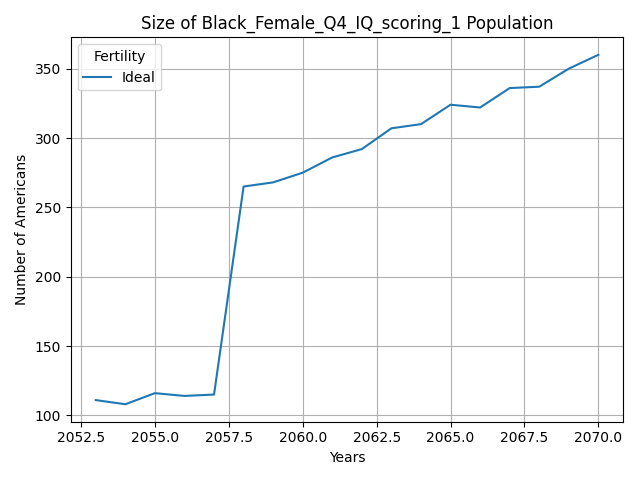 Size of Black_Female_Q4_IQ_scoring_1 Population
Fertility
Ideal
Number of Americans
350
300
250
200
150
100
2052.5 2055.0 2057.5 2060.0 2062.5 2065.0 2067.5 2070.0
Years